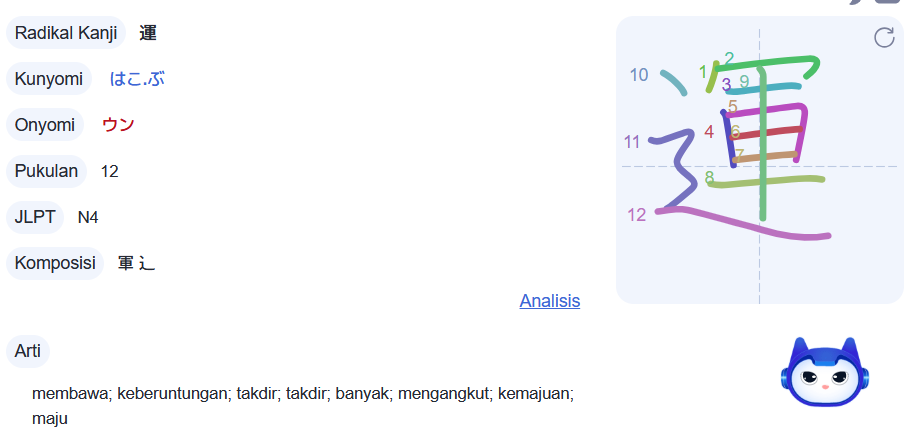 Radikal Kanji 運
Kunyomi はこ.ぶ
Onyomi ウン
Pukulan 12
JLPT N4
Komposisi 軍 辶
Analisis
Arti
membawa; keberuntungan; takdir; takdir; banyak; mengangkut; kemajuan;
maju
1
2
3
9
10
5
4
6
11
7
8
12
運